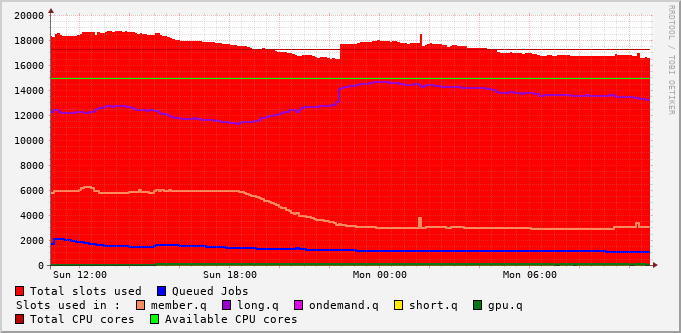 20000
18000
16000
14000
12000
10000
8000
6000
4000
2000
0
Sun 12:00 Sun 18:00 Mon 00:00 Mon 06:00
RRDTOOL / TOBI OETIKER
Total slots used Queued Jobs
Slots used in : member.q long.q ondemand.q short.q gpu.q
Total CPU cores Available CPU cores